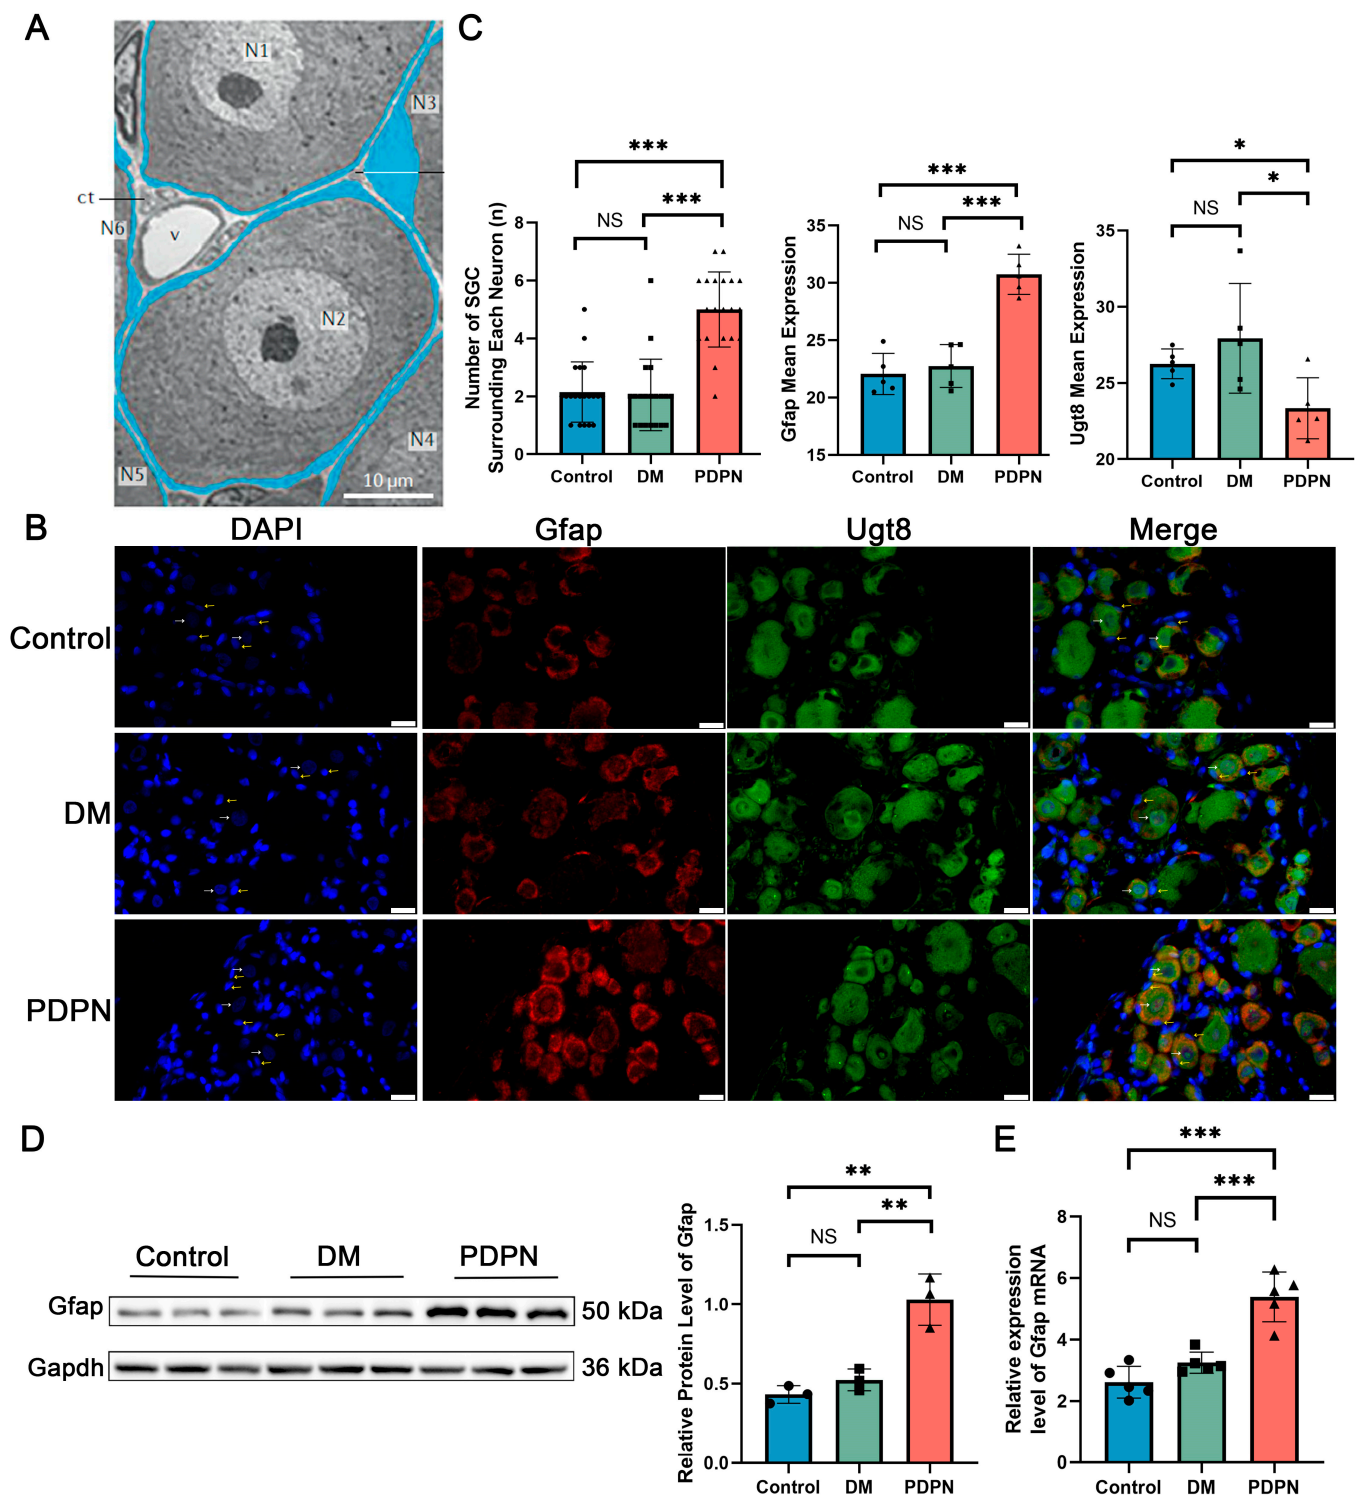 A
N1
N3
ct
N6
v
N2
N4
N5
10 µm
C
***
***
NS
Number of SGC
Surrounding Each Neuron (n)
8
6
4
2
0
Control DM PDPN
***
***
NS
Gfap Mean Expression
35
30
25
20
15
Control DM PDPN
*
*
NS
Ugt8 Mean Expression
35
30
25
20
Control DM PDPN
B
DAPI Gfap Ugt8 Merge
Control
DM
PDPN
D
Control DM PDPN
Gfap 50 kDa
Gapdh 36 kDa
**
**
NS
Relative Protein Level of Gfap
1.5
1.0
0.5
0.0
Control DM PDPN
E
***
***
NS
Relative expression
level of Gfap mRNA
8
6
4
2
0
Control DM PDPN